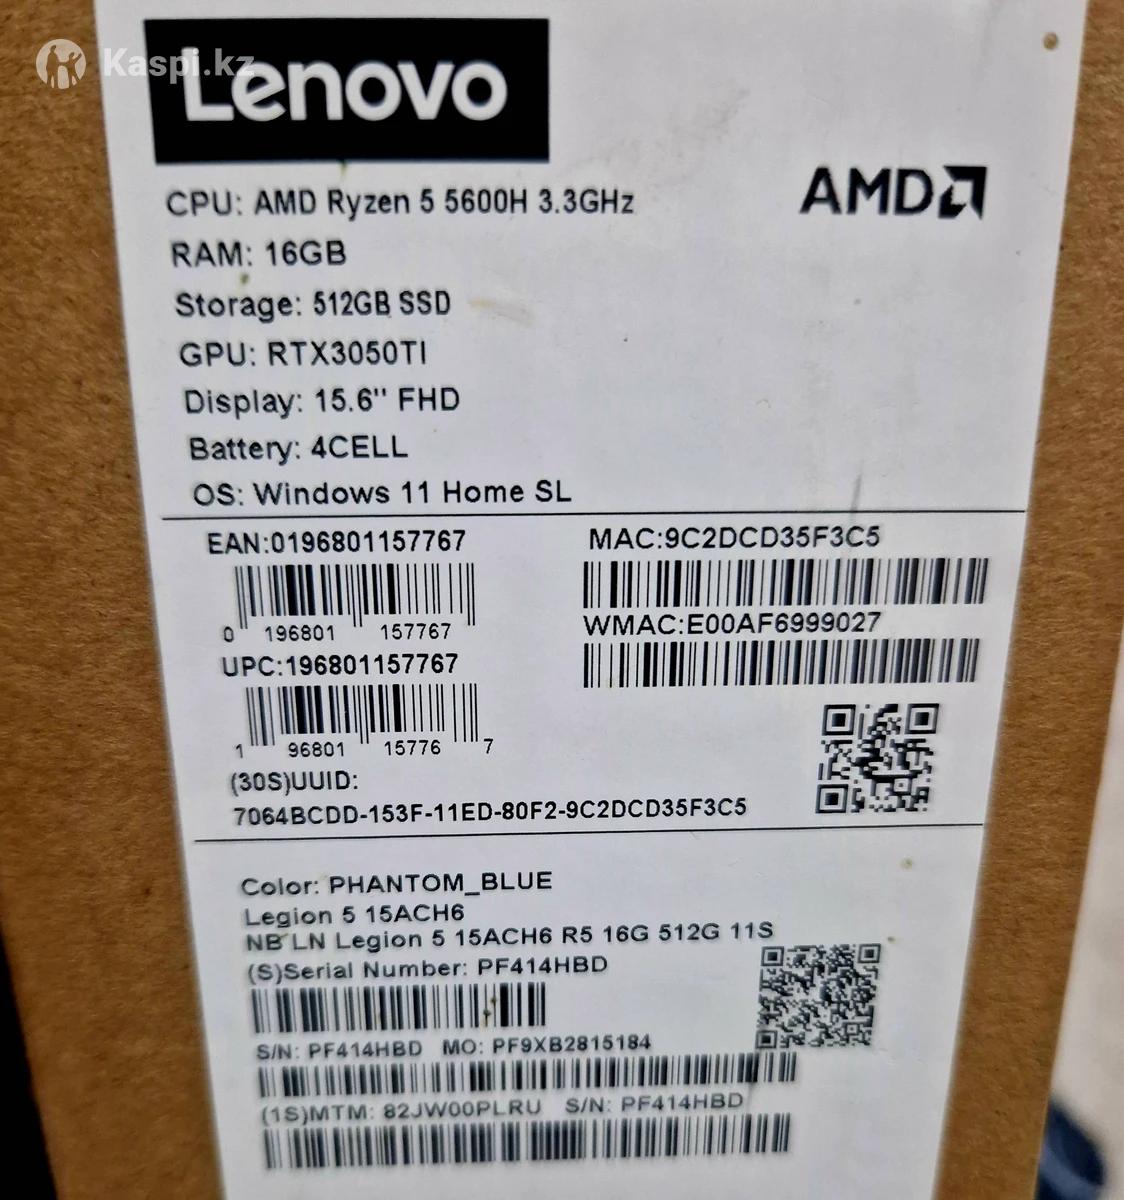 Kaspi.kz
Lenovo
AMD
CPU: AMD Ryzen 5 5600H 3.3GHz
RAM: 16GB
Storage: 512GB SSD
GPU: RTX3050TI
Display: 15.6" FHD
Battery: 4CELL
OS: Windows 11 Home SL
EAN:0196801157767
0 196801 157767
UPC:196801157767
1 96801 15776 7
MAC:9C2DCD35F3C5
WMAC:E00AF6999027
(30S)UUID:
7064BCDD-153F-11ED-80F2-9C2DCD35F3C5
Color: PHANTOM_BLUE
Legion 5 15ACH6
NB LN Legion 5 15ACH6 R5 16G 512G 11S
(S)Serial Number: PF414HBD
S/N: PF414HBD MO: PF9XB2815184
(1S)MTM: 82JW00PLRU S/N: PF414HBD